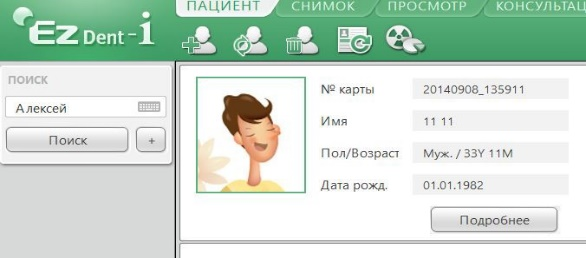 Ez Dent-i
ПАЦИЕНТ СНИМОК ПРОСМОТР КОНСУЛЬТАЦ
ПОИСК
Алексей
Поиск +
№ карты 20140908_135911
Имя 11 11
Пол/Возраст Муж. / 33Y 11M
Дата рожд. 01.01.1982
Подробнее